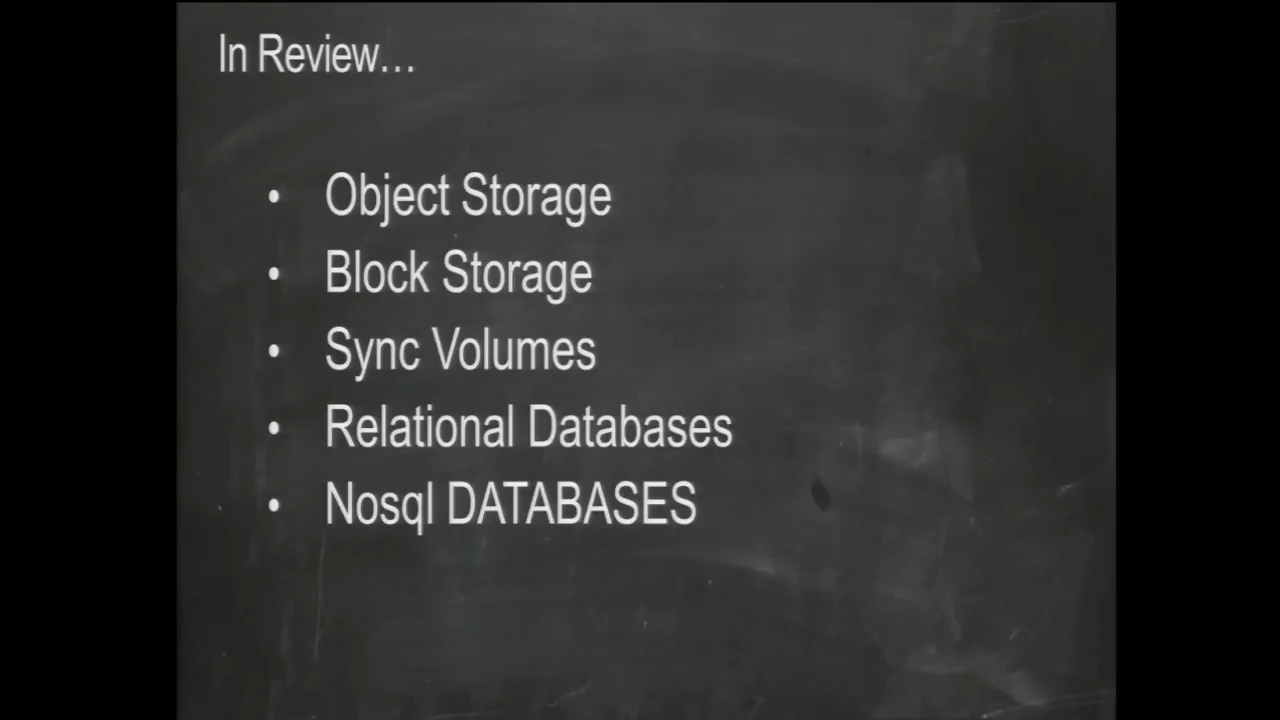 In Review…
• Object Storage
• Block Storage
• Sync Volumes
• Relational Databases
• Nosql DATABASES